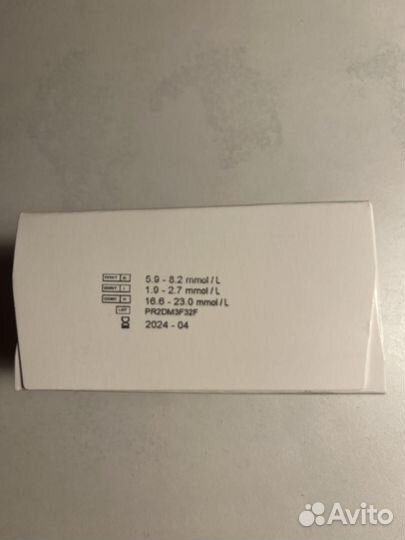 5.9 - 8.2 mmol/L
1.9 - 2.7 mmol/L
16.6 - 23.0 mmol/L
LOT PR2DM3F32F
2024 - 04
Avito